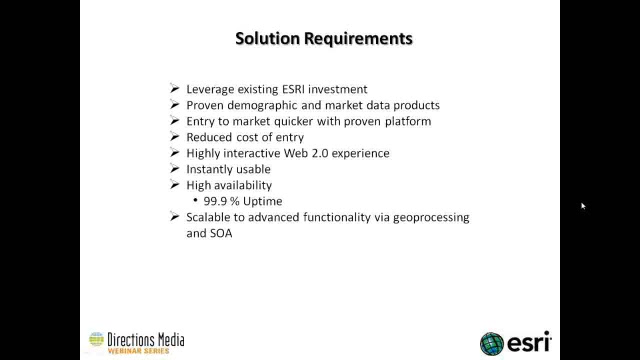 Solution Requirements
➢ Leverage existing ESRI investment
➢ Proven demographic and market data products
➢ Entry to market quicker with proven platform
➢ Reduced cost of entry
➢ Highly interactive Web 2.0 experience
➢ Instantly usable
➢ High availability
• 99.9 % Uptime
➢ Scalable to advanced functionality via geoprocessing
and SOA
Directions Media
WEBINAR SERIES
esri